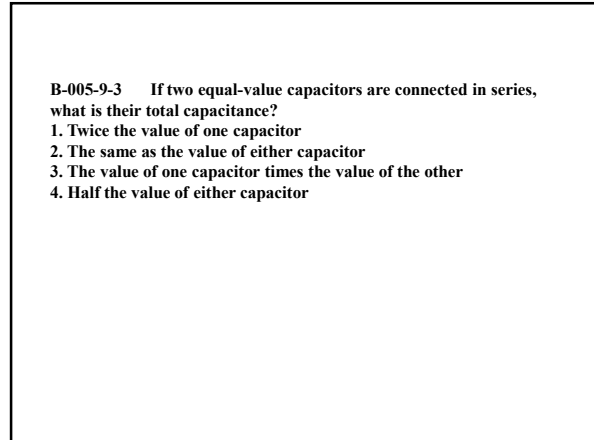 B-005-9-3 If two equal-value capacitors are connected in series,
what is their total capacitance?
1. Twice the value of one capacitor
2. The same as the value of either capacitor
3. The value of one capacitor times the value of the other
4. Half the value of either capacitor